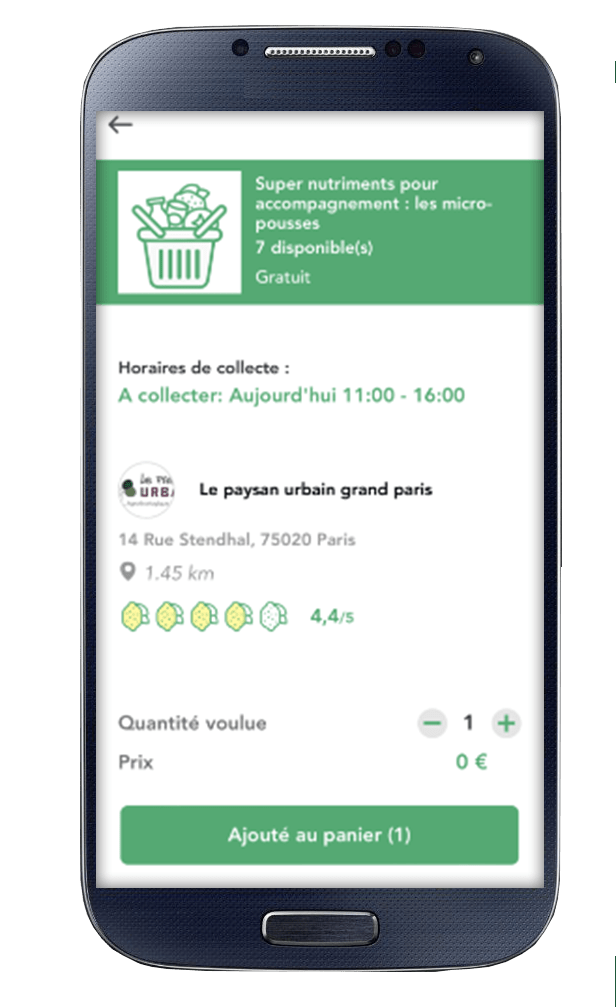 Super nutriments pour
accompagnement : les micro-
pousses
7 disponible(s)
Gratuit
Horaires de collecte :
A collecter: Aujourd'hui 11:00 - 16:00
URB
Le paysan urbain grand paris
14 Rue Stendhal, 75020 Paris
1.45 km
4,4/5
Quantité voulue
1
Prix
0 €
Ajouté au panier (1)